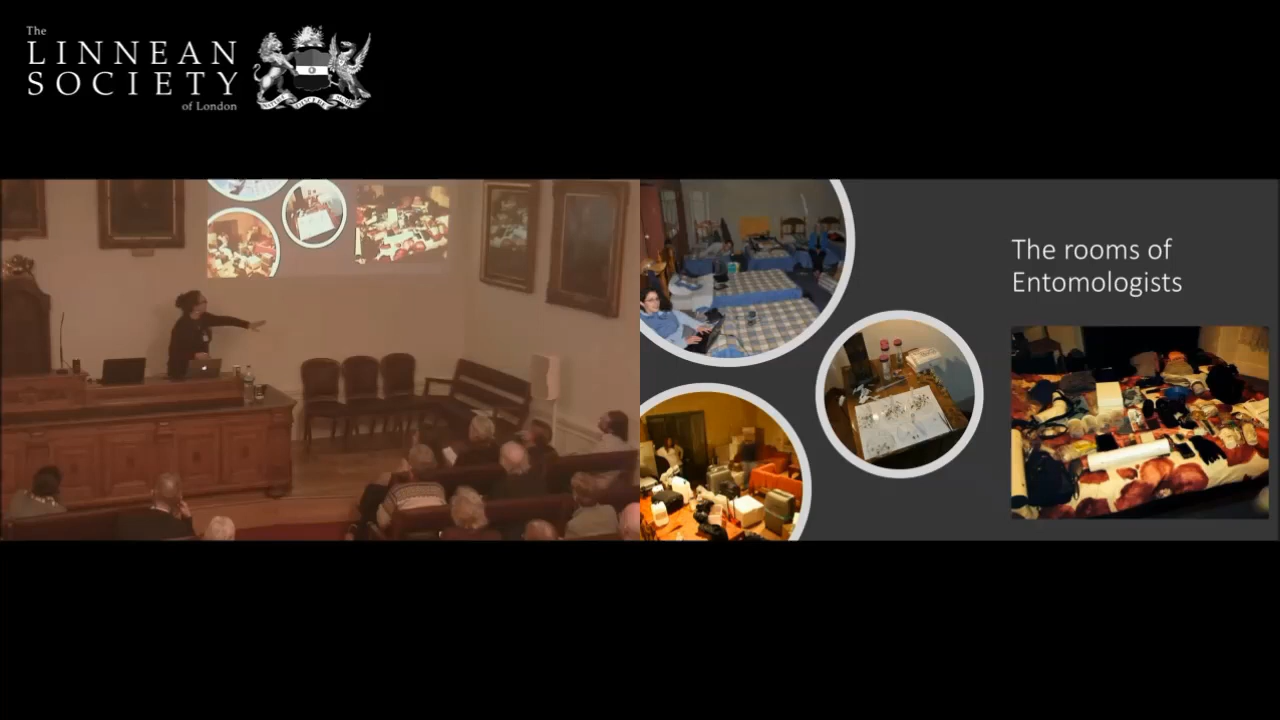 The
LINNEAN
SOCIETY
of London
The rooms of
Entomologists